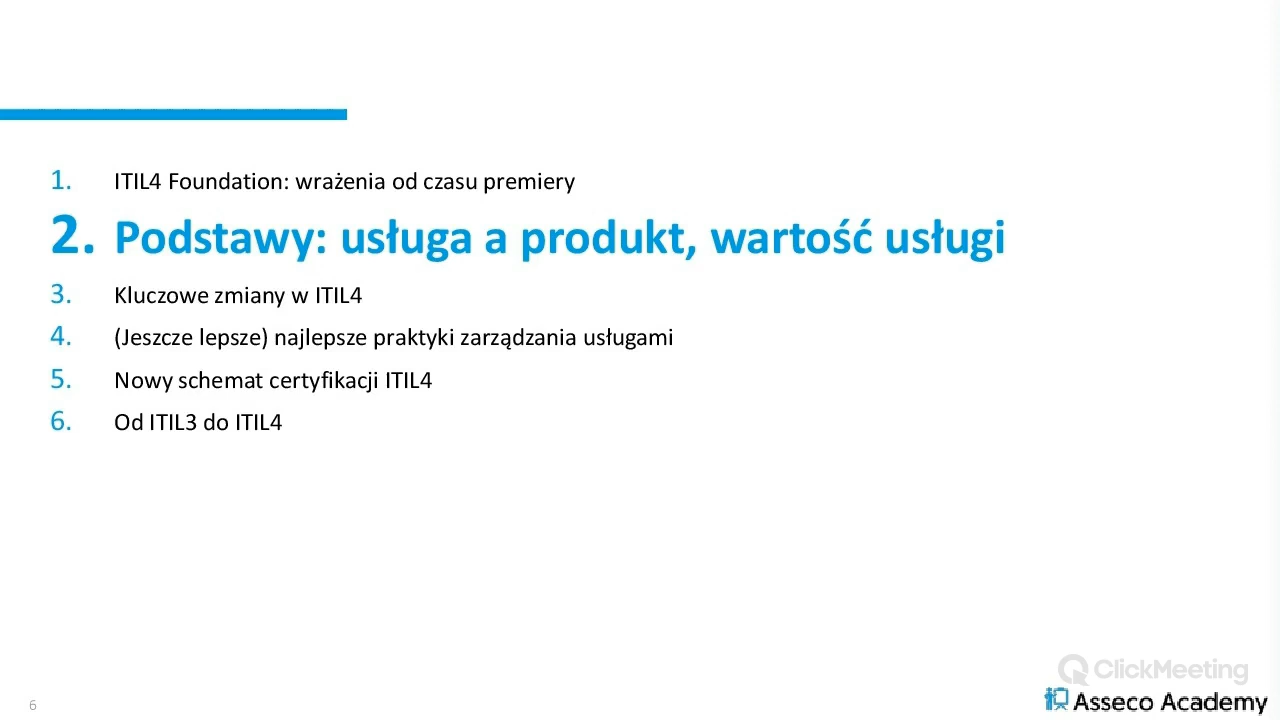 1. ITIL4 Foundation: wrażenia od czasu premiery
2. Podstawy: usługa a produkt, wartość usługi
3. Kluczowe zmiany w ITIL4
4. (Jeszcze lepsze) najlepsze praktyki zarządzania usługami
5. Nowy schemat certyfikacji ITIL4
6. Od ITIL3 do ITIL4
ClickMeeting
6
Asseco Academy